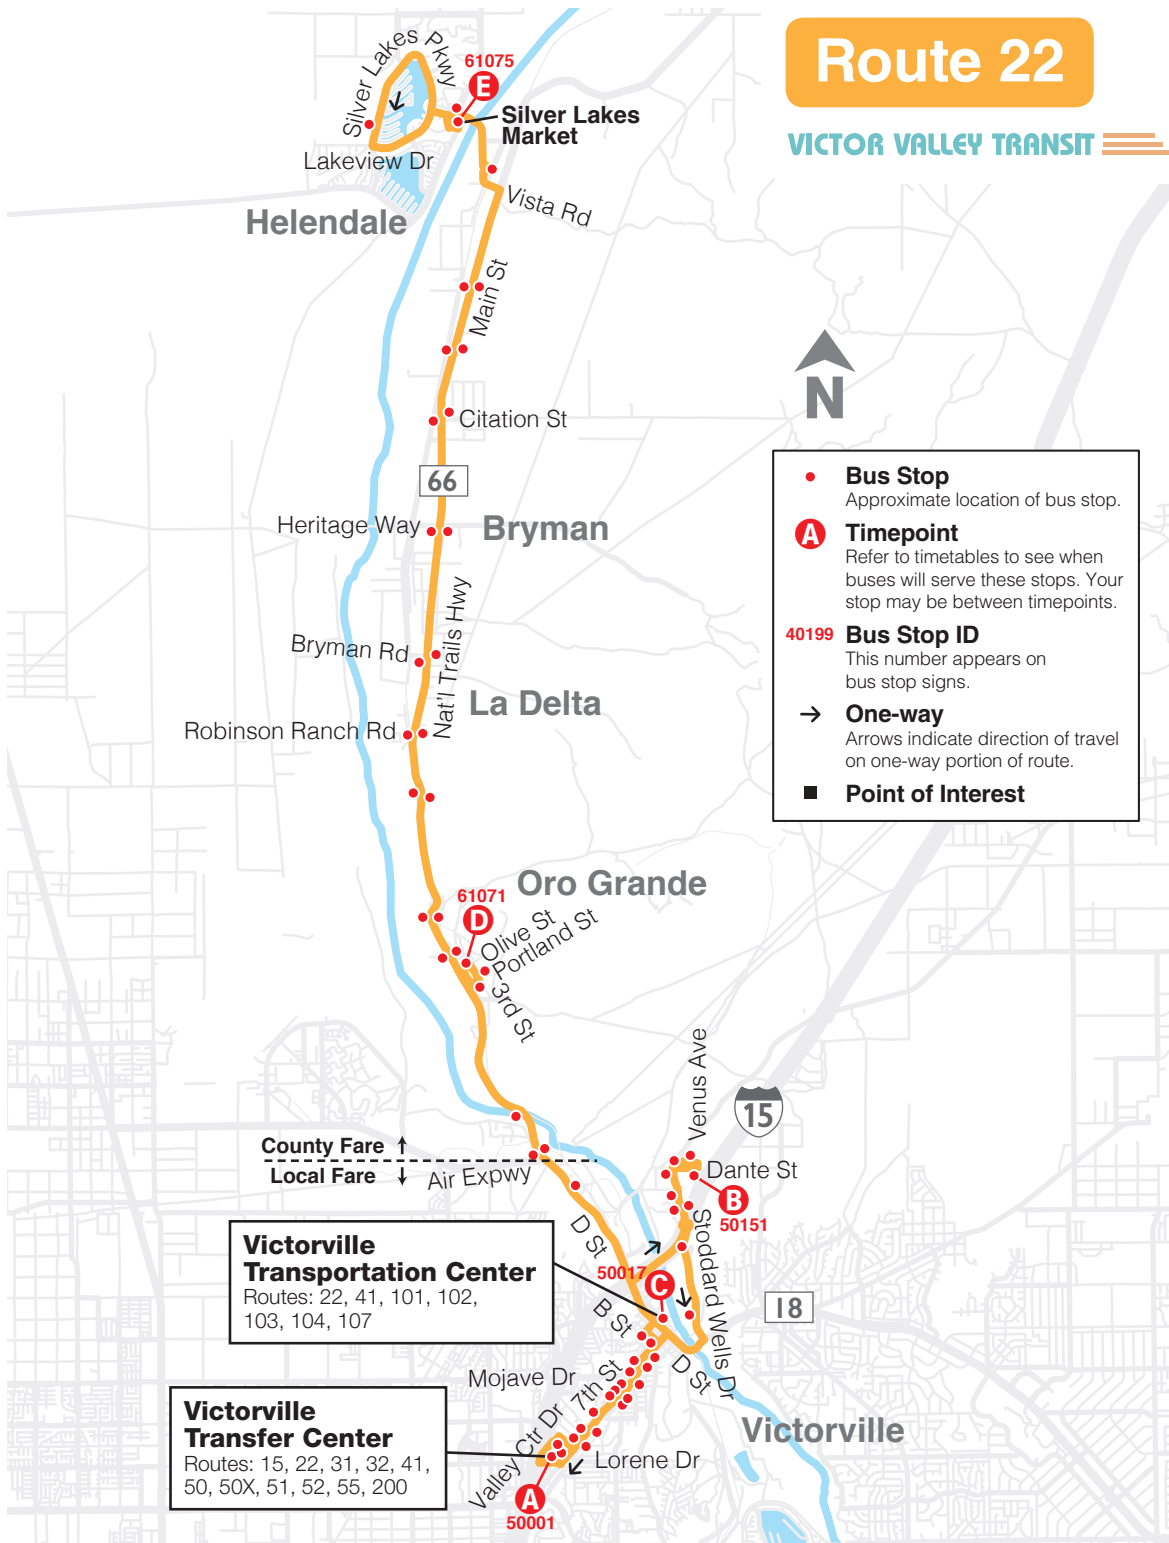 Route 22
VICTOR VALLEY TRANSIT
Silver Lakes Pkwy
61075
E
Silver Lakes
Market
Lakeview Dr
Helendale
Vista Rd
Main St
N
Citation St
66
Heritage Way
Bryman
Bus Stop
Approximate location of bus stop.
A
Timepoint
Refer to timetables to see when
buses will serve these stops. Your
stop may be between timepoints.
40199
Bus Stop ID
This number appears on
bus stop signs.
One-way
Arrows indicate direction of travel
on one-way portion of route.
Point of Interest
Bryman Rd
Nat'l Trails Hwy
La Delta
Robinson Ranch Rd
Oro Grande
61071
D
Olive St
Portland St
3rd St
Venus Ave
15
County Fare
Local Fare
Air Expwy
Dante St
B
50151
D St
Stoddard Wells Dr
Victorville
Transportation Center
Routes: 22, 41, 101, 102,
103, 104, 107
50017
C
18
B St
D St
Mojave Dr
7th St
Victorville
Transfer Center
Routes: 15, 22, 31, 32, 41,
50, 50X, 51, 52, 55, 200
Valley Ctr Dr
Lorene Dr
Victorville
A
50001